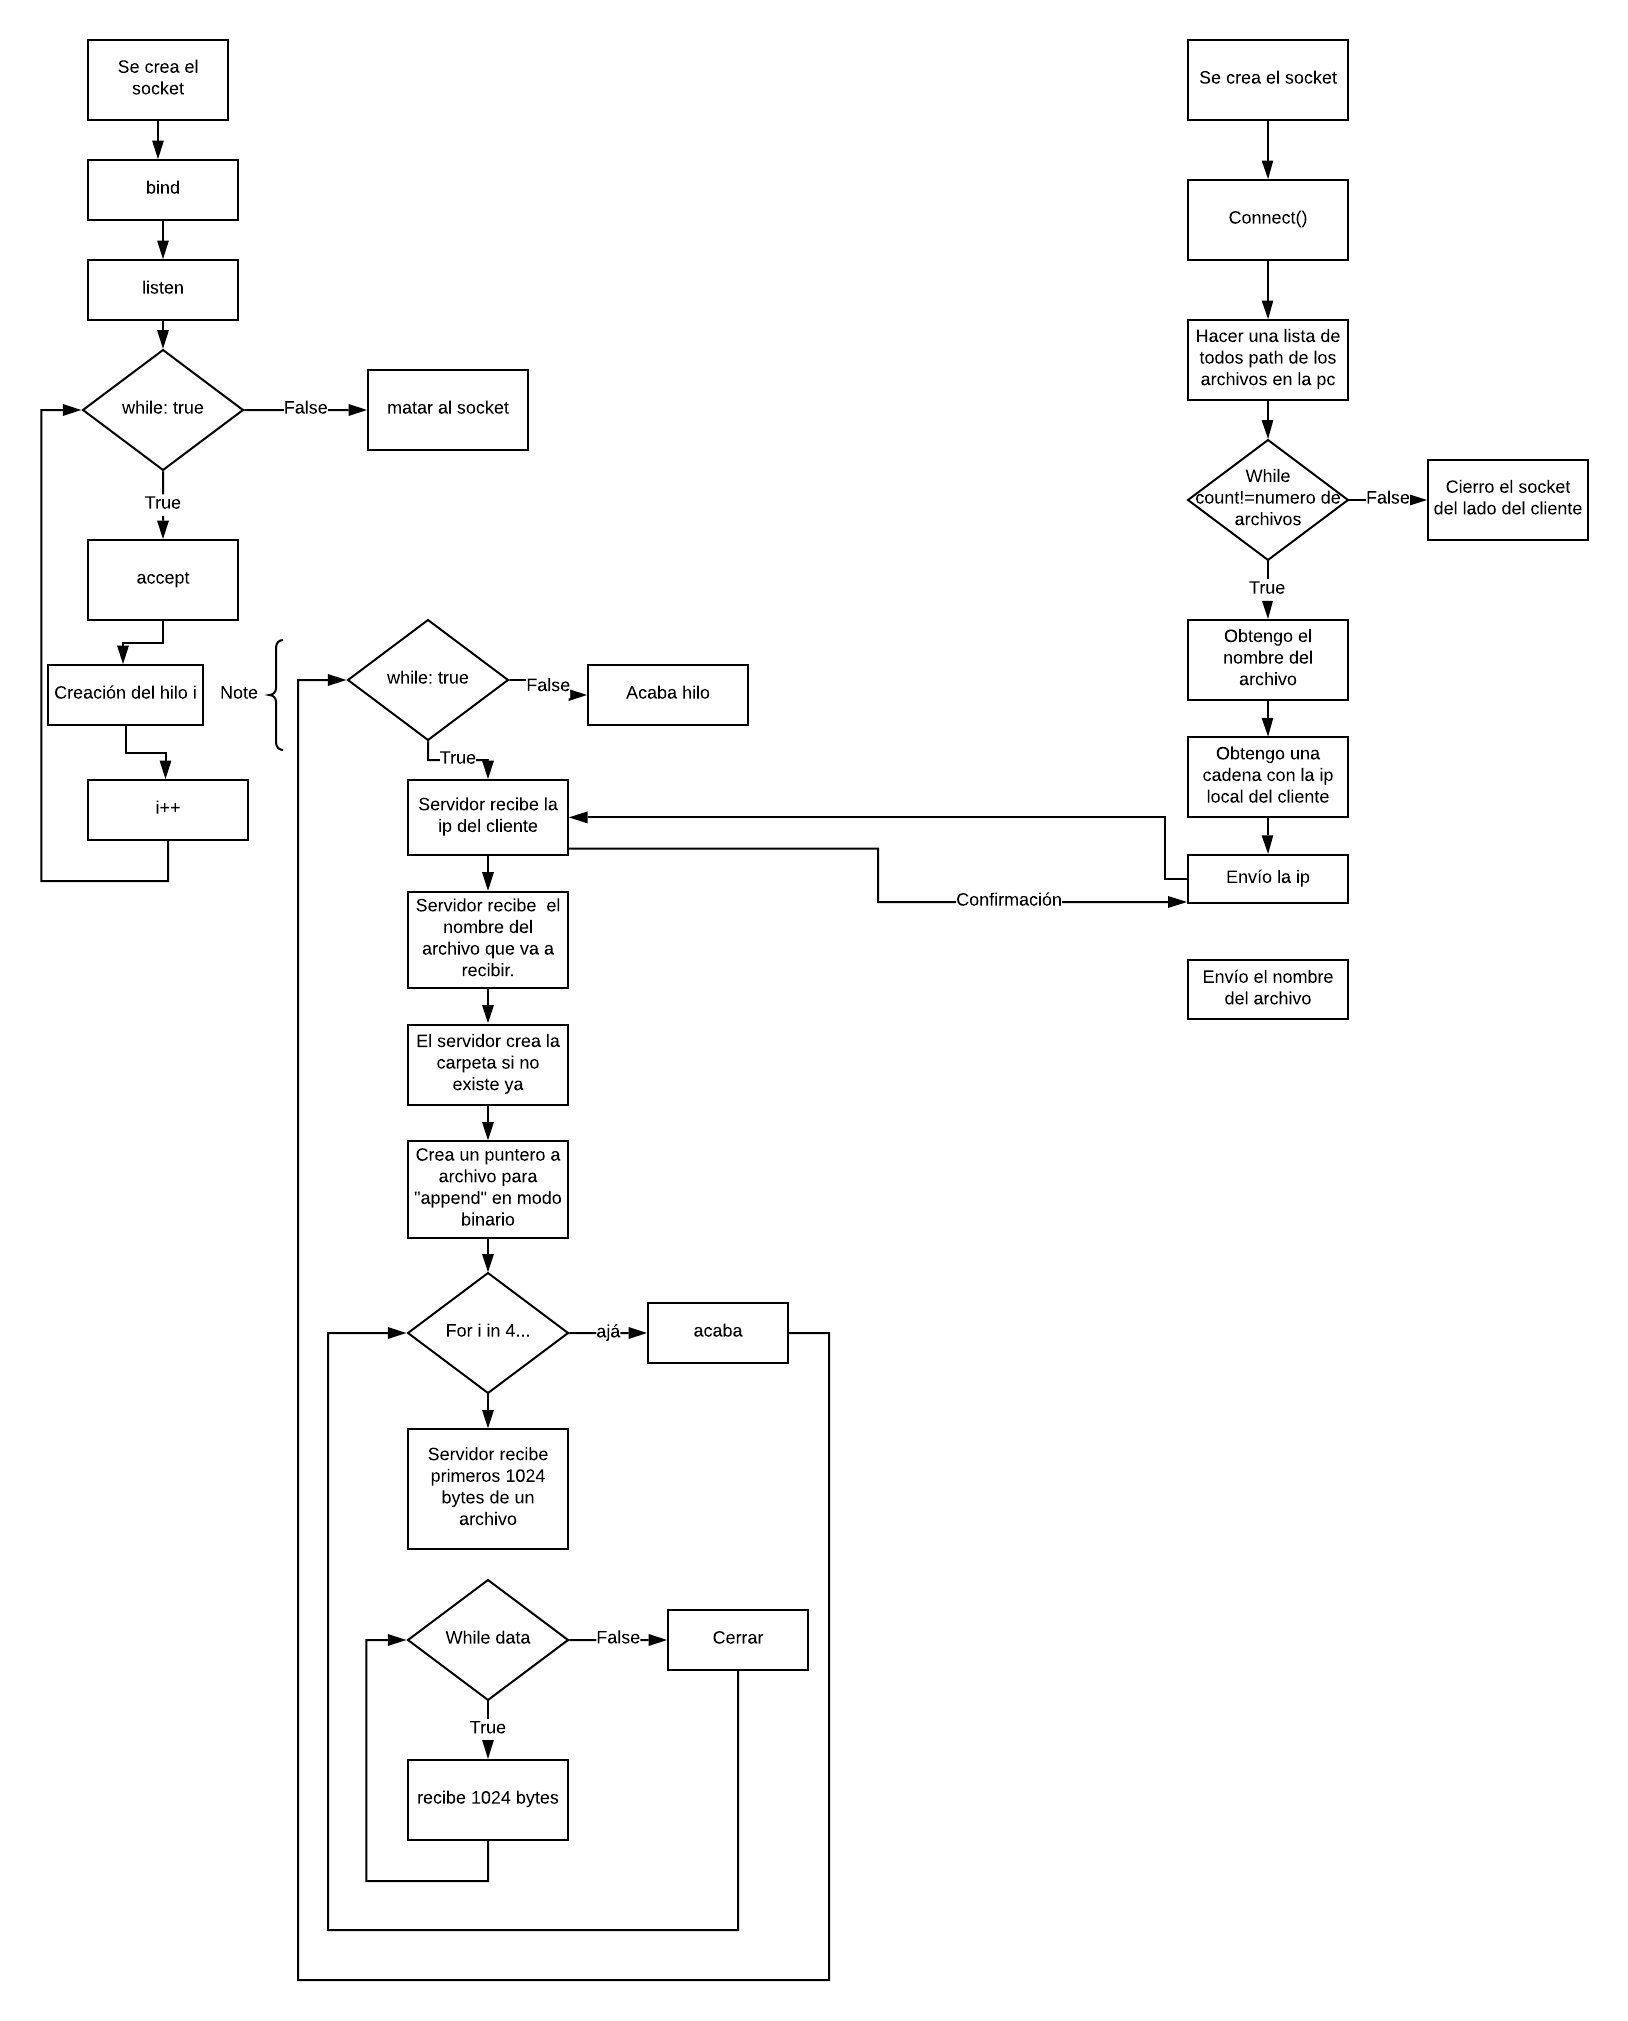 Se crea el
socket
bind
listen
while: true
False
matar al socket
True
accept
Creación del hilo i
i++
Note
while: true
False
Acaba hilo
True
Servidor recibe la
ip del cliente
Servidor recibe  el
nombre del
archivo que va a
recibir.
El servidor crea la
carpeta si no
existe ya
Crea un puntero a
archivo para
"append" en modo
binario
For i in 4...
ajá
acaba
Servidor recibe
primeros 1024
bytes de un
archivo
While data
False
Cerrar
True
recibe 1024 bytes
Confirmación
Se crea el socket
Connect()
Hacer una lista de
todos path de los
archivos en la pc
While
count!=numero de
archivos
False
Cierro el socket
del lado del cliente
True
Obtengo el
nombre del
archivo
Obtengo una
cadena con la ip
local del cliente
Envío la ip
Envío el nombre
del archivo